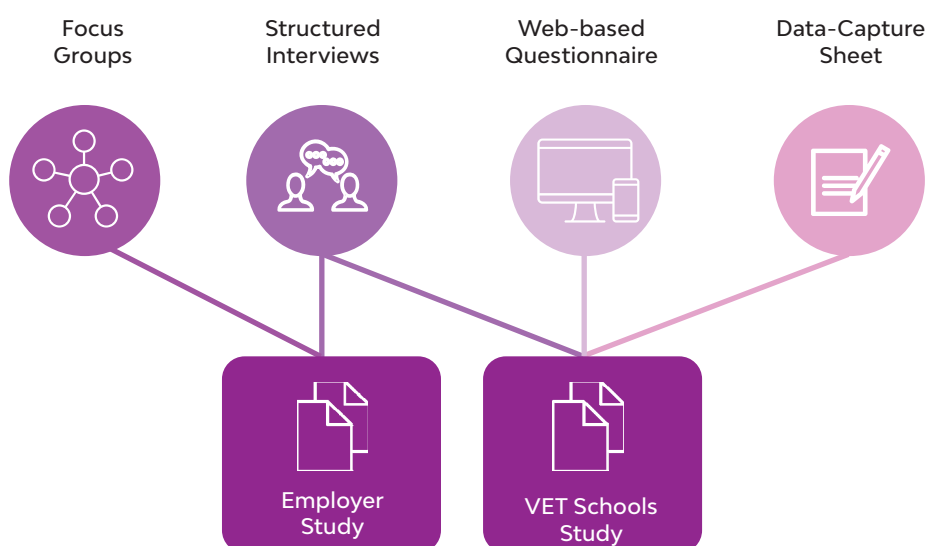 Focus
Groups
Structured
Interviews
Web-based
Questionnaire
Data-Capture
Sheet
Employer
Study
VET Schools
Study